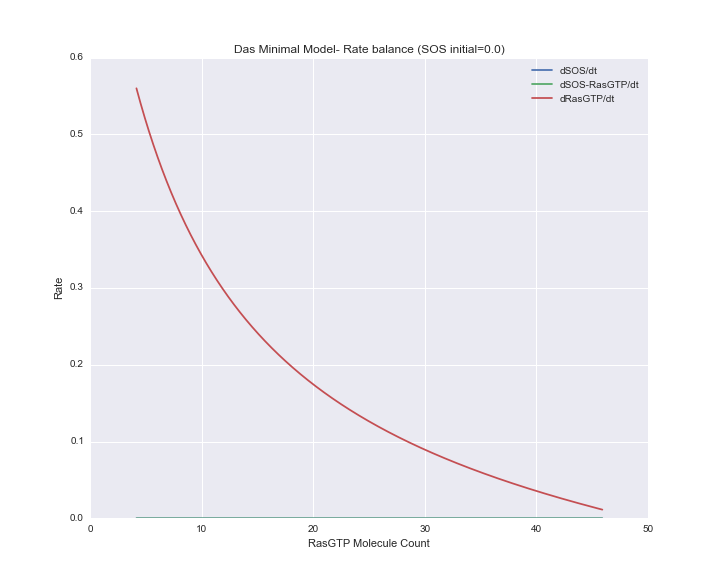 Das Minimal Model- Rate balance (SOS initial=0.0)
dSOS/dt
dSOS-RasGTP/dt
dRasGTP/dt
0.6
0.5
0.4
0.3
0.2
0.1
0.0
Rate
0 10 20 30 40 50
RasGTP Molecule Count